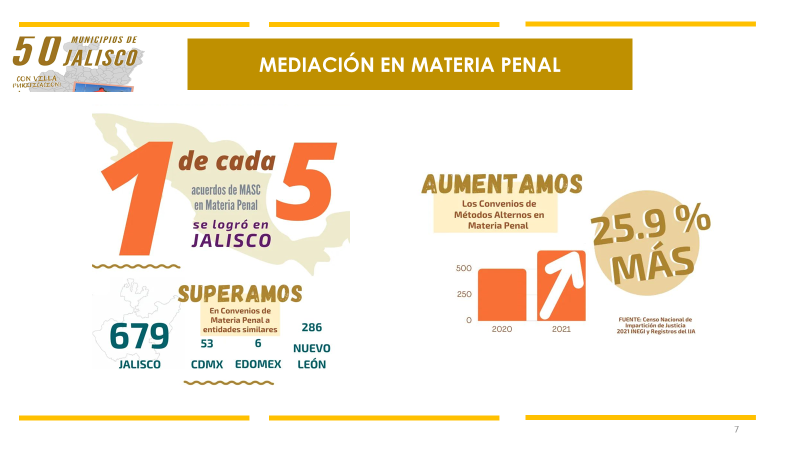 50 MUNICIPIOS DE
JALISCO
CON VILLA
MEDIACIÓN EN MATERIA PENAL
1 de cada 5
acuerdos de MASC
en Materia Penal
se logró en
JALISCO
SUPERAMOS
En Convenios de
Materia Penal a
entidades similares
679
JALISCO
53
CDMX
6
EDOMEX
286
NUEVO
LEÓN
AUMENTAMOS
Los Convenios de
Métodos Alternos en
Materia Penal
25.9 %
MÁS
500
250
0
2020
2021
FUENTE: Censo Nacional de
Impartición de Justicia
2021 INEGI y Registros del IJA
7